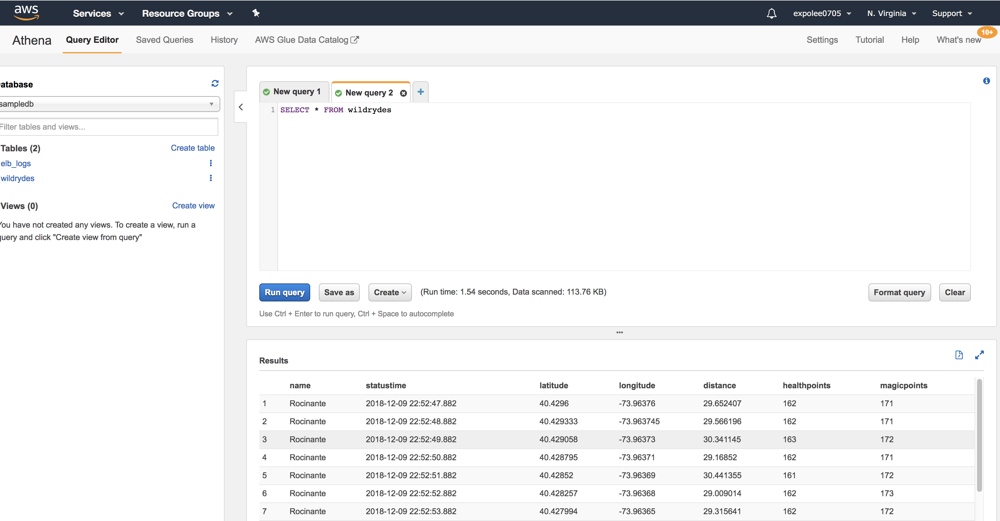 aws Services Resource Groups expolee0705 N. Virginia Support
Athena Query Editor Saved Queries History AWS Glue Data Catalog Settings Tutorial Help What's new 10+
atabase
sampledb
Filter tables and views...
Tables (2) Create table
elb_logs
wildrydes
Views (0) Create view
You have not created any views. To create a view, run a
query and click "Create view from query"
New query 1 New query 2
1 SELECT * FROM wildrydes
Run query Save as Create (Run time: 1.54 seconds, Data scanned: 113.76 KB) Format query Clear
Use Ctrl + Enter to run query, Ctrl + Space to autocomplete
Results
name statustime latitude longitude distance healthpoints magicpoints
1 Rocinante 2018-12-09 22:52:47.882 40.4296 -73.96376 29.652407 162 171
2 Rocinante 2018-12-09 22:52:48.882 40.429333 -73.963745 29.566196 162 171
3 Rocinante 2018-12-09 22:52:49.882 40.429058 -73.96373 30.341145 163 172
4 Rocinante 2018-12-09 22:52:50.882 40.428795 -73.96371 29.16852 162 171
5 Rocinante 2018-12-09 22:52:51.882 40.42852 -73.96369 30.441355 161 172
6 Rocinante 2018-12-09 22:52:52.882 40.428257 -73.96368 29.009014 162 173
7 Rocinante 2018-12-09 22:52:53.882 40.427994 -73.96365 29.315641 162 172